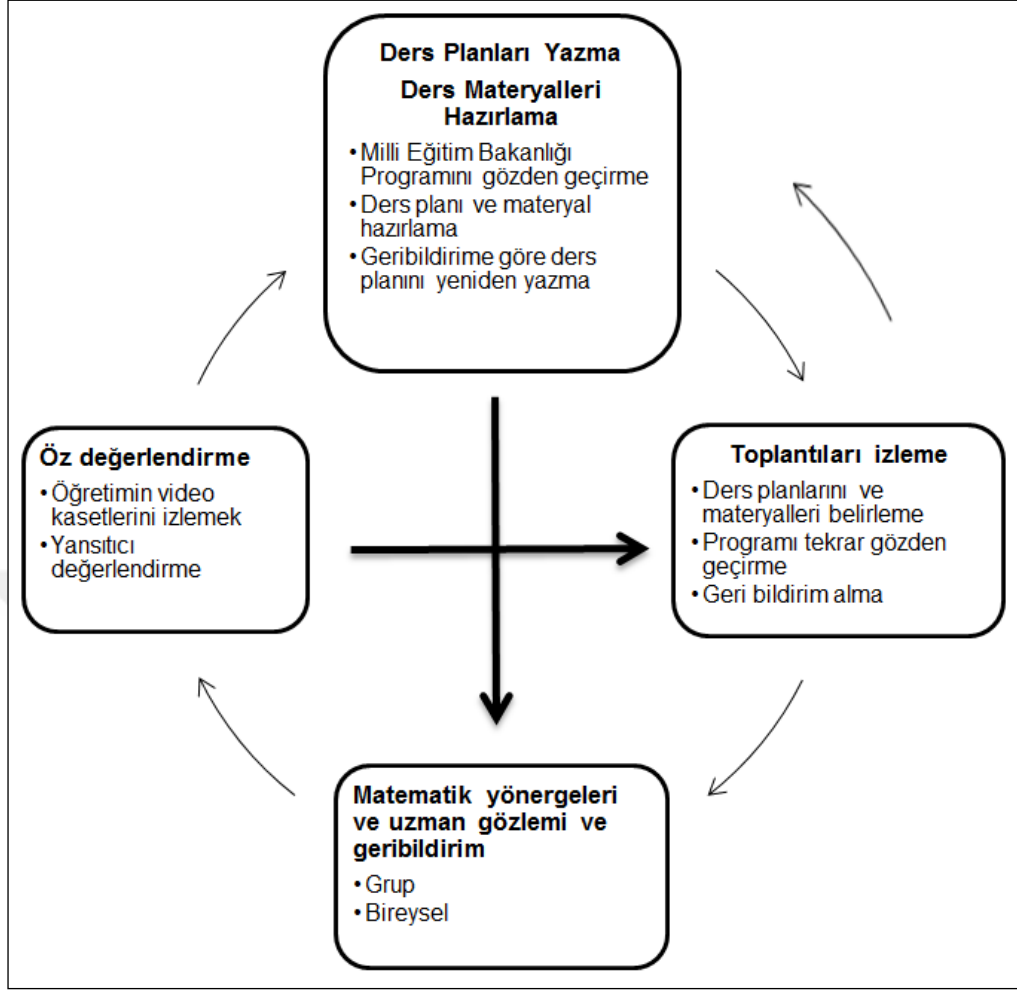 Ders Planları Yazma
Ders Materyalleri
Hazırlama
• Milli Eğitim Bakanlığı
Programını gözden geçirme
• Ders planı ve materyal
hazırlama
• Geribildirime göre ders
planını yeniden yazma
Öz değerlendirme
• Öğretimin video
kasetlerini izlemek
• Yansıtıcı
değerlendirme
Toplantıları izleme
• Ders planlarını ve
materyalleri belirleme
• Programı tekrar gözden
geçirme
• Geri bildirim alma
Matematik yönergeleri
ve uzman gözlemi ve
geribildirim
• Grup
• Bireysel